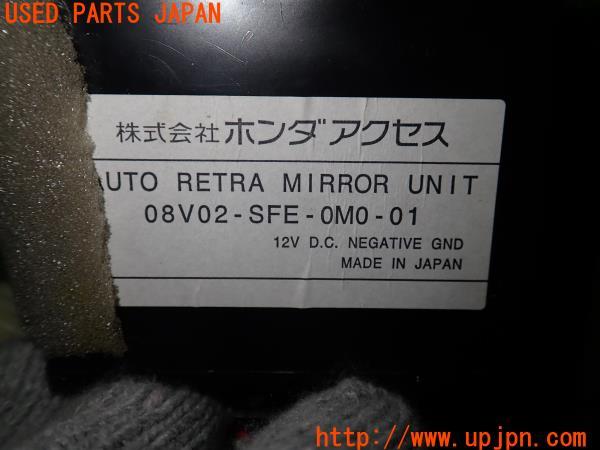 USED PARTS JAPAN
株式会社ホンダアクセス
UTO RETRA MIRROR UNIT
08V02-SFE-0M0-01
12V D.C. NEGATIVE GND
MADE IN JAPAN
http://www.upjpn.com/